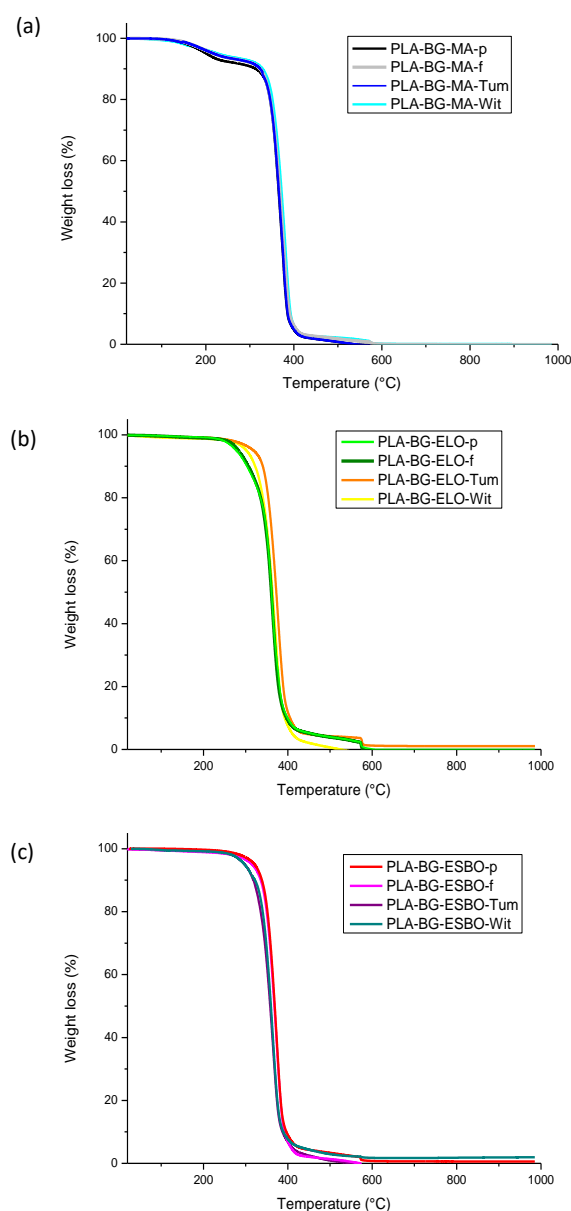 (a)
PLA-BG-MA-p
PLA-BG-MA-f
PLA-BG-MA-Tum
PLA-BG-MA-Wit
100
80
60
40
20
0
Weight loss (%)
200
400
600
800
1000
Temperature (°C)
(b)
PLA-BG-ELO-p
PLA-BG-ELO-f
PLA-BG-ELO-Tum
PLA-BG-ELO-Wit
100
80
60
40
20
0
Weight loss (%)
200
400
600
800
1000
Temperature (°C)
(c)
PLA-BG-ESBO-p
PLA-BG-ESBO-f
PLA-BG-ESBO-Tum
PLA-BG-ESBO-Wit
100
80
60
40
20
0
Weight loss (%)
200
400
600
800
1000
Temperature (°C)